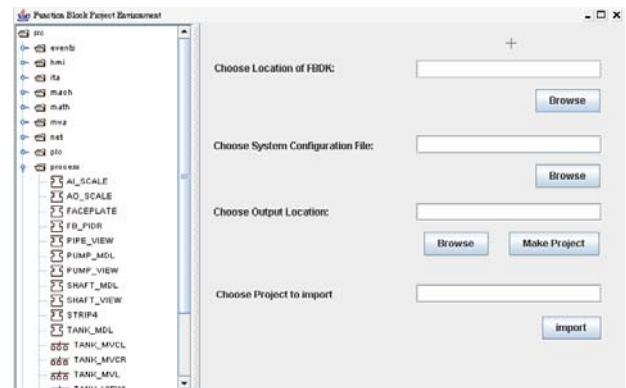 Function Block Project Enviornment
src
events
hmi
ita
mach
math
mva
net
plc
process
AI_SCALE
AO_SCALE
FACEPLATE
FB_PIDR
PIPE_VIEW
PUMP_MDL
PUMP_VIEW
SHAFT_MDL
SHAFT_VIEW
STRIP4
TANK_MDL
TANK_MVCL
TANK_MVCR
TANK_MVL
Choose Location of FBDK:
Browse
Choose System Configuration File:
Browse
Choose Output Location:
Browse Make Project
Choose Project to import
import